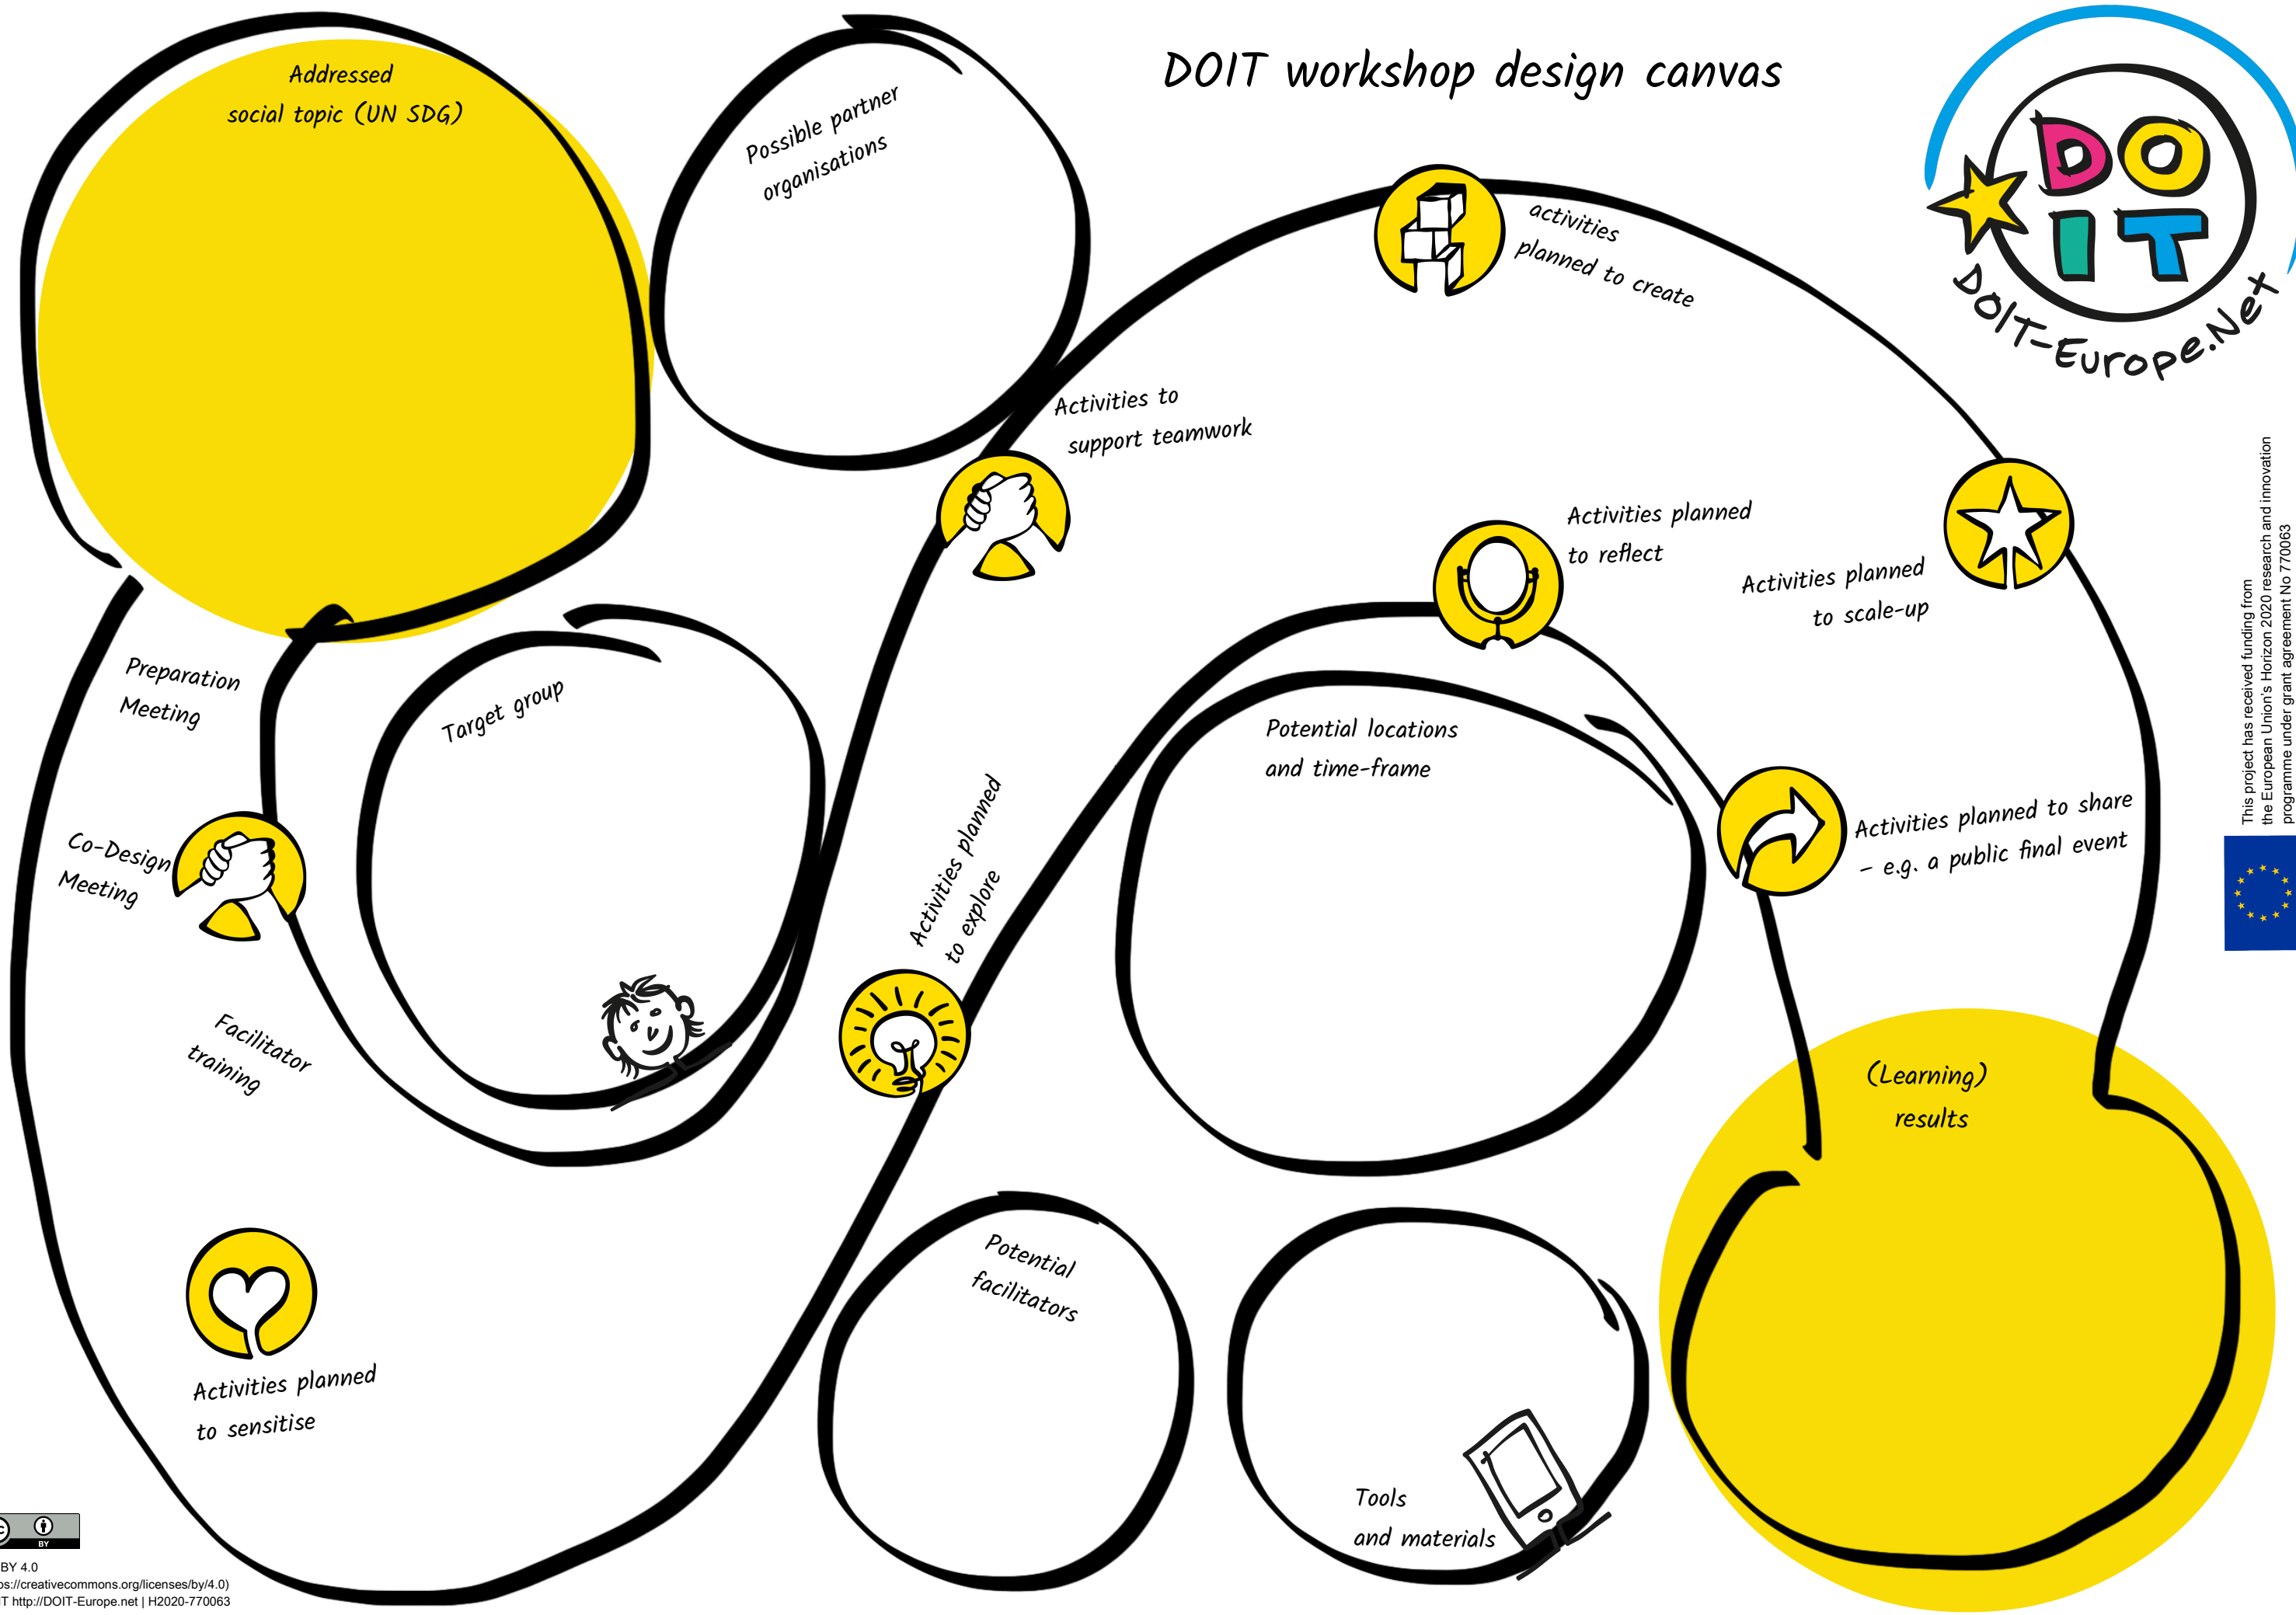 DOIT workshop design canvas
Addressed
social topic (UN SDG)
Possible partner
organisations
DO
IT
DOIT-Europe.Net
activities
planned to create
Activities to
support teamwork
Activities planned
to reflect
Activities planned
to scale-up
Preparation
Meeting
Target group
Potential locations
and time-frame
Activities planned
to explore
Activities planned to share
– e.g. a public final event
Co-Design
Meeting
Facilitator
training
(Learning)
results
Potential
facilitators
Activities planned
to sensitise
Tools
and materials
This project has received funding from
the European Union's Horizon 2020 research and innovation
programme under grant agreement No 770063
BY
BY 4.0
ps://creativecommons.org/licenses/by/4.0)
IT http://DOIT-Europe.net | H2020-770063